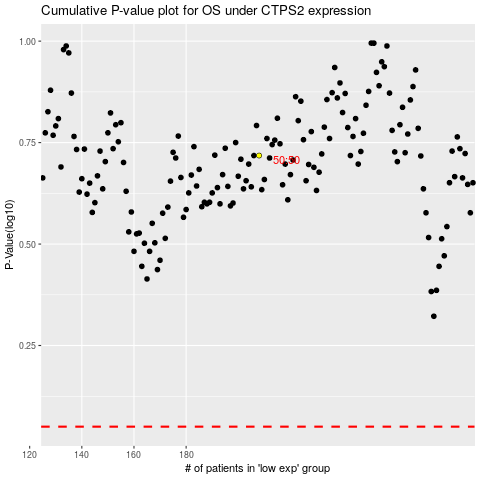 Cumulative P-value plot for OS under CTPS2 expression
P-Value(log10)
1.00
0.75
0.50
0.25
50:50
120 140 160 180
# of patients in 'low exp' group